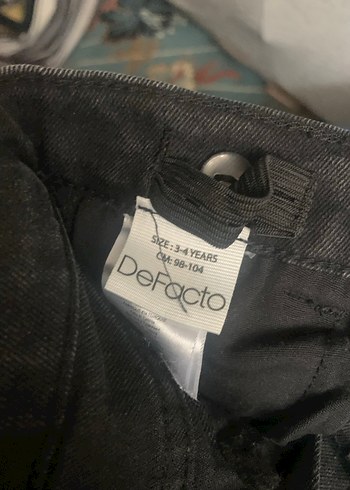 SIZE : 3-4 YEARS
CM: 98-104
DeFacto